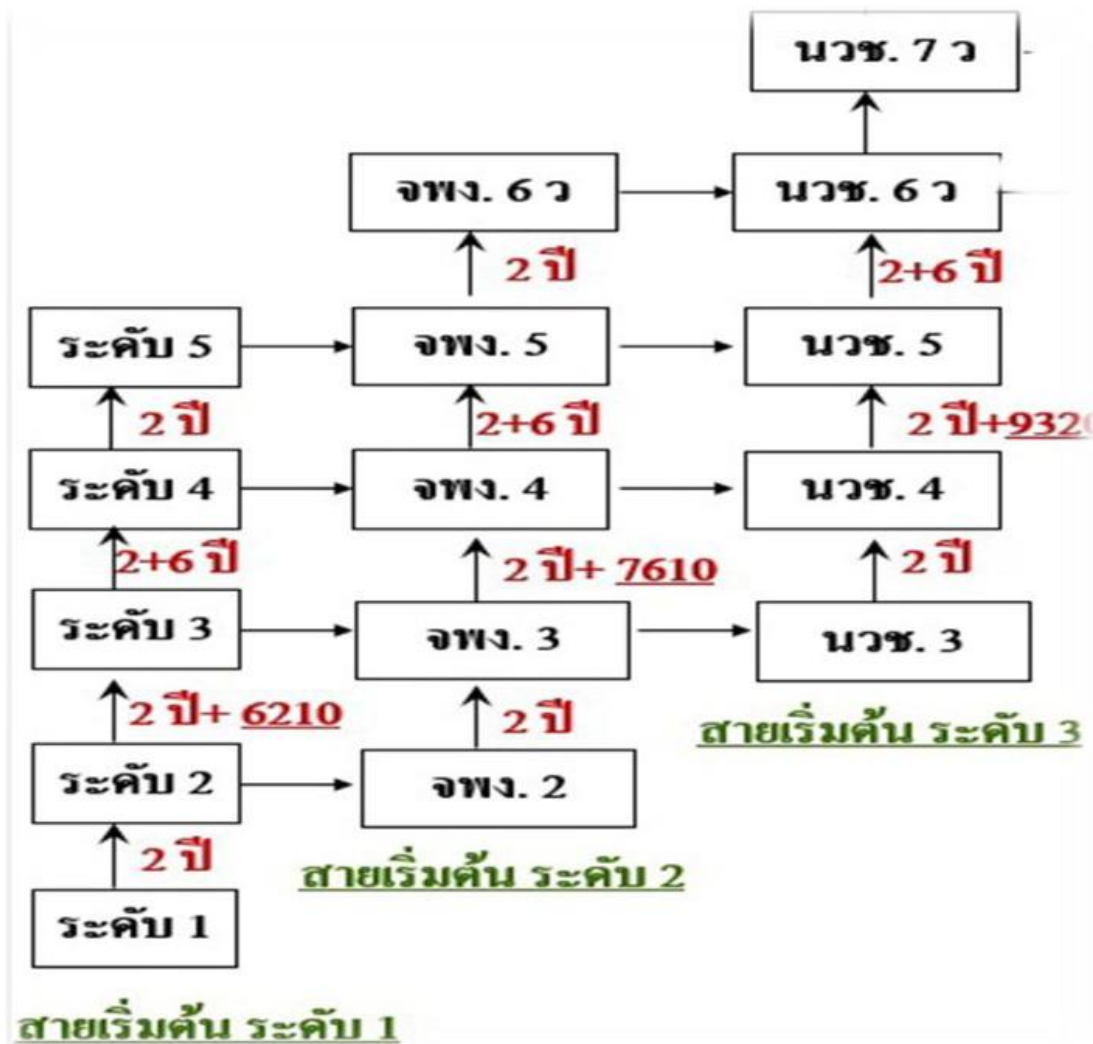 นวช. 7 ว
จพง. 6 ว นวช. 6 ว
2 ปี 2+6 ปี
ระดับ 5 จพง. 5 นวช. 5
2 ปี 2+6 ปี 2 ปี+932
ระดับ 4 จพง. 4 นวช. 4
2+6 ปี 2 ปี+ 7610 2 ปี
ระดับ 3 จพง. 3 นวช. 3
2 ปี+ 6210 2 ปี สายเริ่มต้น ระดับ 3
ระดับ 2 จพง. 2
2 ปี สายเริ่มต้น ระดับ 2
ระดับ 1
สายเริ่มต้น ระดับ 1